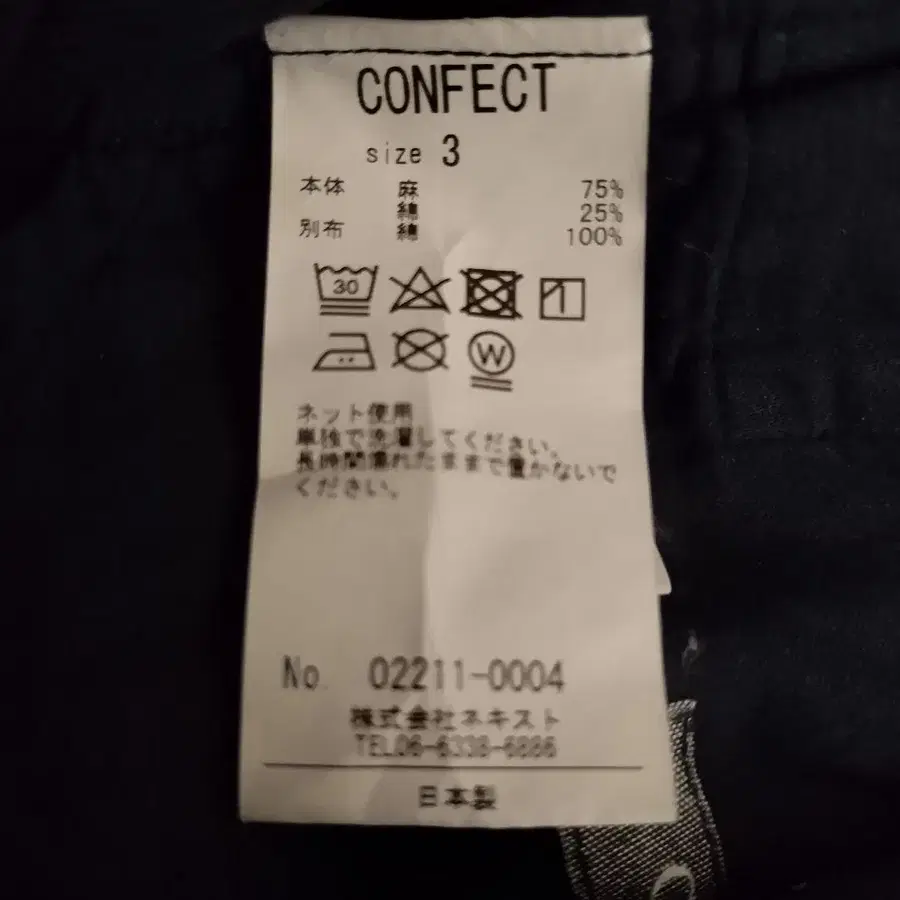 CONFECT
size 3
本体 麻 75%
綿 25%
別布 綿 100%
30
W
ネット使用
単独で洗濯してください。
長時間濡れたままで置かないで
ください。
No. 02211-0004
株式会社ネキスト
TEL06-6338-6886
日本製